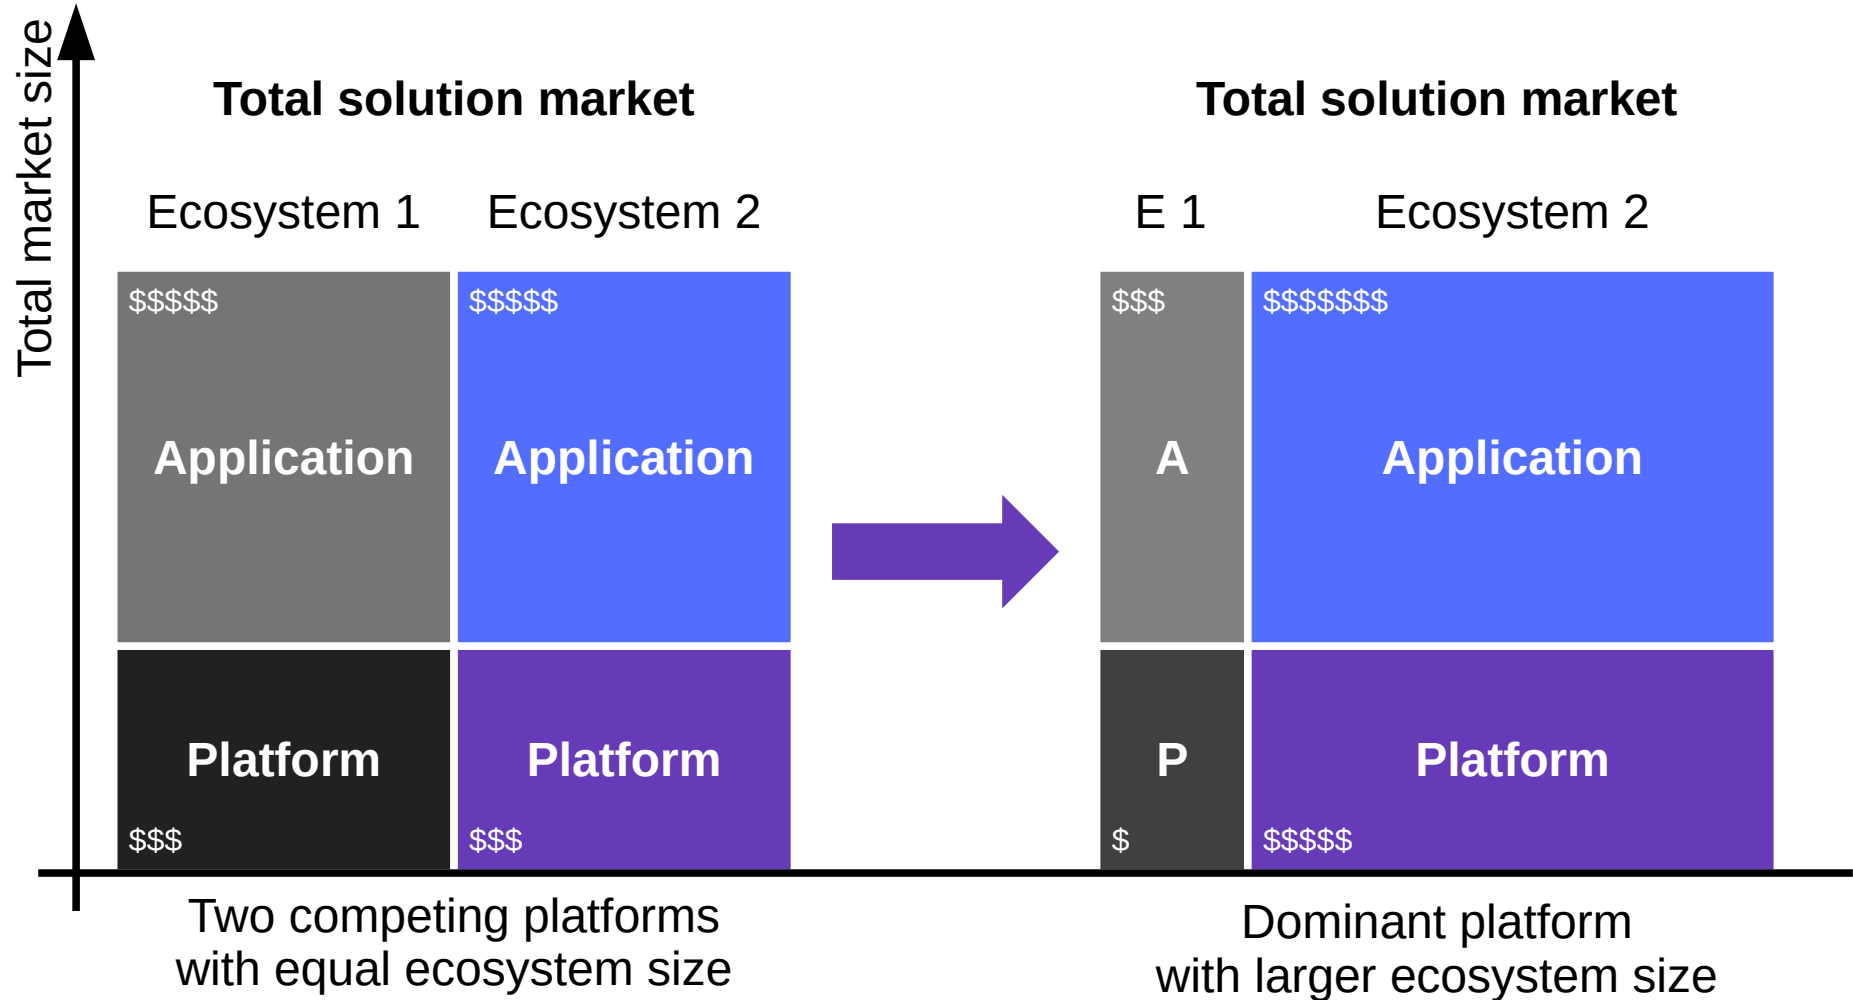 Total market size
Total solution market
Ecosystem 1
Ecosystem 2
$$$$$
$$$$$
Application
Application
Platform
Platform
$$$
$$$
Two competing platforms
with equal ecosystem size
Total solution market
E 1
Ecosystem 2
$$$
$$$$$$$
A
Application
P
Platform
$
$$$$$
Dominant platform
with larger ecosystem size